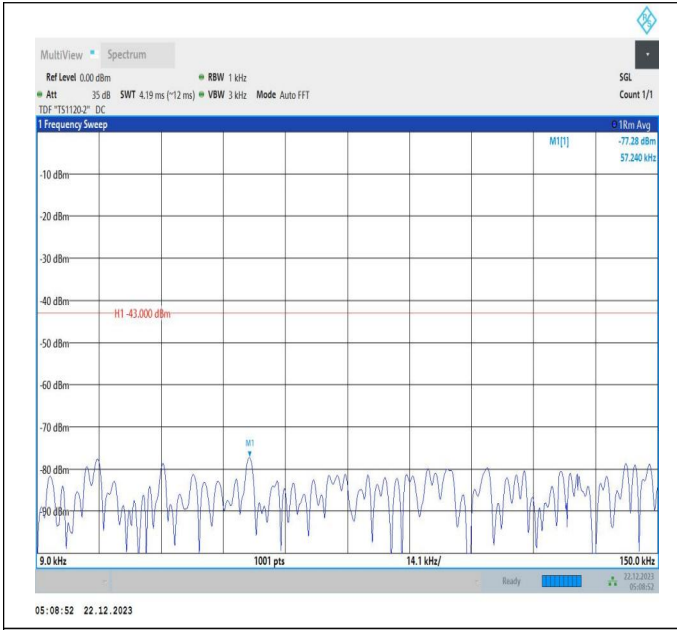 R&S
MultiView Spectrum
Ref Level 0.00 dBm RBW 1 kHz SGL
Att 35 dB SWT 4.19 ms (~12 ms) VBW 3 kHz Mode Auto FFT Count 1/1
TDF "TS1120-2" DC
1 Frequency Sweep 1Rm Avg
M1[1] -77.28 dBm
57.240 kHz
-10 dBm
-20 dBm
-30 dBm
-40 dBm
H1 -43.000 dBm
-50 dBm
-60 dBm
-70 dBm
M1
-80 dBm
-90 dBm
9.0 kHz 1001 pts 14.1 kHz/ 150.0 kHz
Ready 22.12.2023
05:08:52
05:08:52 22.12.2023